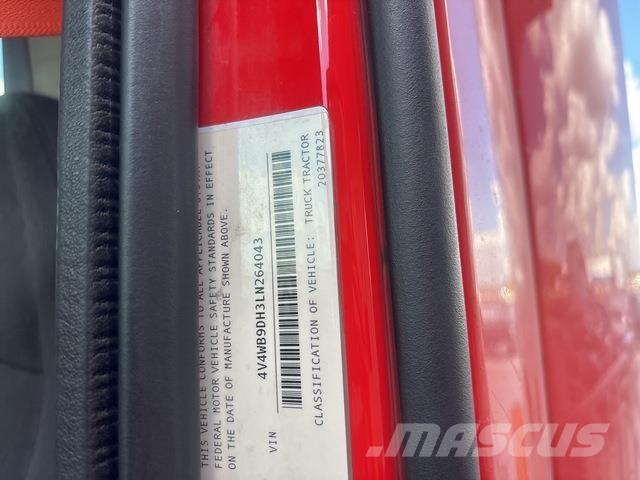 THIS VEHICLE CONFORMS TO ALL APPLICABLE
FEDERAL MOTOR VEHICLE SAFETY STANDARDS IN EFFECT
ON THE DATE OF MANUFACTURE SHOWN ABOVE.
4V4WB9DH3LN264043
VIN
CLASSIFICATION OF VEHICLE: TRUCK TRACTOR
20377823
MASCUS